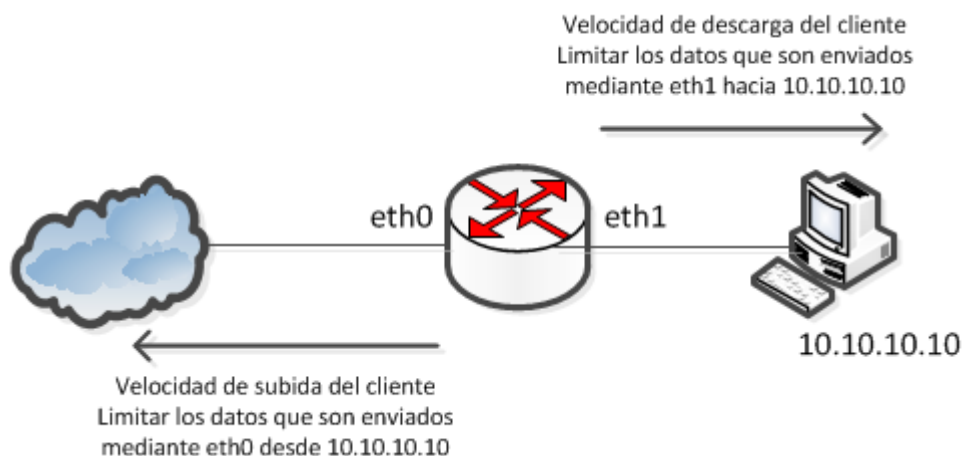 Velocidad de descarga del cliente
Limitar los datos que son enviados
mediante eth1 hacia 10.10.10.10
eth0
eth1
10.10.10.10
Velocidad de subida del cliente
Limitar los datos que son enviados
mediante eth0 desde 10.10.10.10